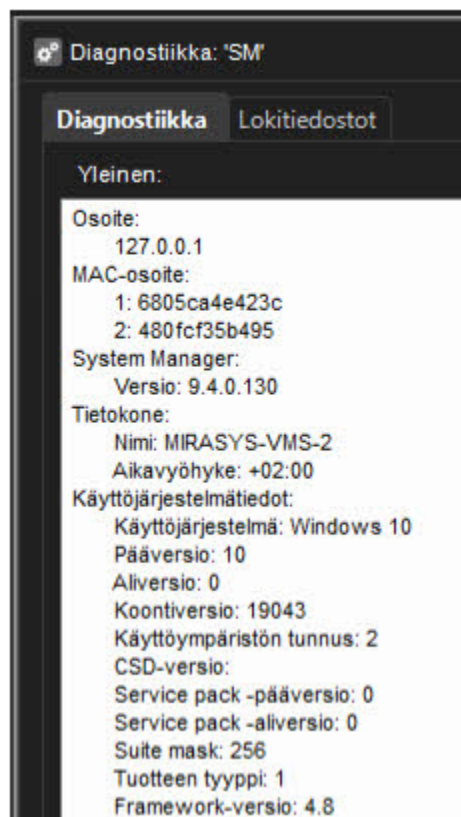 Diagnostiikka: 'SM'
Diagnostiikka Lokitiedostot
Yleinen:
Osoite:
127.0.0.1
MAC-osoite:
1: 6805ca4e423c
2: 480fcf35b495
System Manager:
Versio: 9.4.0.130
Tietokone:
Nimi: MIRASYS-VMS-2
Aikavyöhyke: +02:00
Käyttöjärjestelmätiedot:
Käyttöjärjestelmä: Windows 10
Pääversio: 10
Aliversio: 0
Koontiversio: 19043
Käyttöympäristön tunnus: 2
CSD-versio:
Service pack -pääversio: 0
Service pack -aliversio: 0
Suite mask: 256
Tuotteen tyyppi: 1
Framework-versio: 4.8